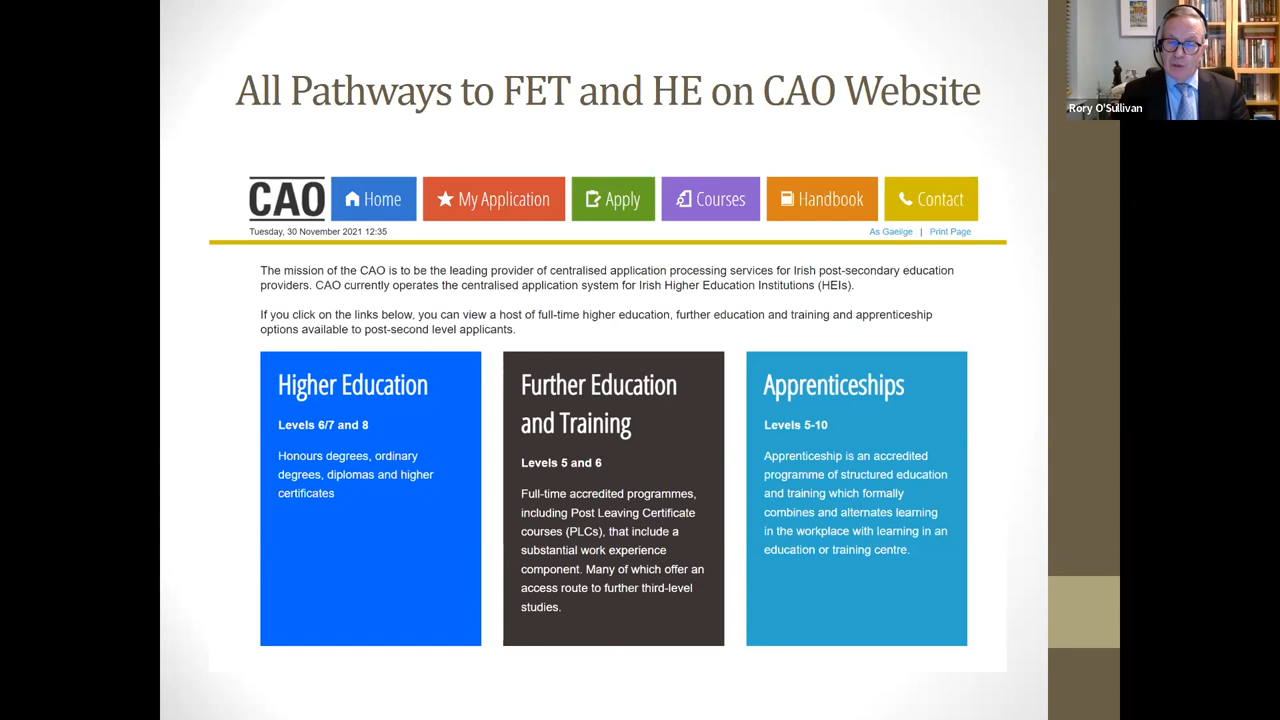 All Pathways to FET and HE on CAO Website
Rory O'Sullivan
CAO
Home
My Application
Apply
Courses
Handbook
Contact
Tuesday, 30 November 2021 12:35
As Gaeilge | Print Page
The mission of the CAO is to be the leading provider of centralised application processing services for Irish post-secondary education
providers. CAO currently operates the centralised application system for Irish Higher Education Institutions (HEIs).
If you click on the links below, you can view a host of full-time higher education, further education and training and apprenticeship
options available to post-second level applicants.
Higher Education
Levels 6/7 and 8
Honours degrees, ordinary
degrees, diplomas and higher
certificates
Further Education
and Training
Levels 5 and 6
Full-time accredited programmes,
including Post Leaving Certificate
courses (PLCs), that include a
substantial work experience
component. Many of which offer an
access route to further third-level
studies.
Apprenticeships
Levels 5-10
Apprenticeship is an accredited
programme of structured education
and training which formally
combines and alternates learning
in the workplace with learning in an
education or training centre.